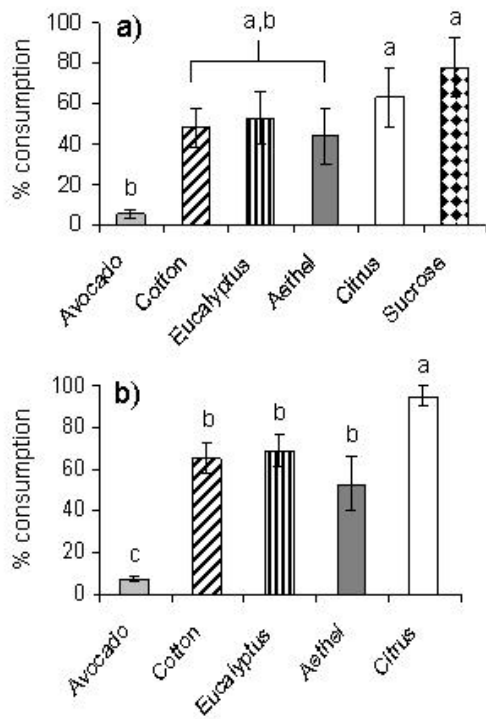 a)
% consumption
100
80
60
40
20
0
b
a,b
a
a
Avocado
Cotton
Eucalyptus
Aethel
Citrus
Sucrose
b)
% consumption
100
80
60
40
20
0
c
b
b
b
a
Avocado
Cotton
Eucalyptus
Aethel
Citrus